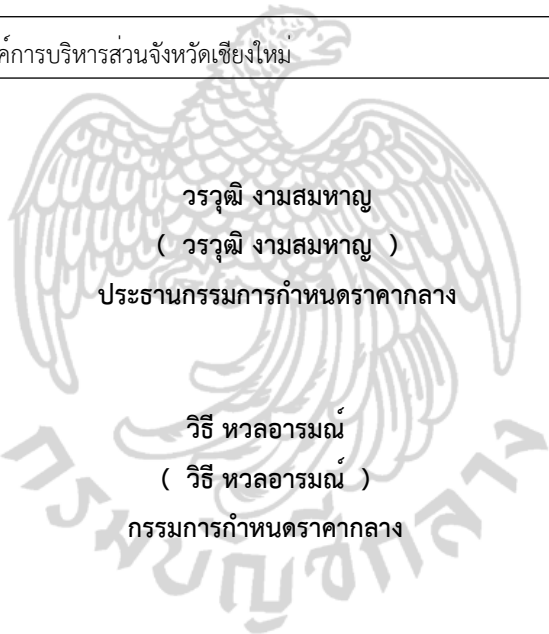 ค์การบริหารส่วนจังหวัดเชียงใหม่
วรวุฒิ งามสมหาญ
( วรวุฒิ งามสมหาญ )
ประธานกรรมการกำหนดราคากลาง
วิธี หวลอารมณ์
( วิธี หวลอารมณ์ )
กรรมการกำหนดราคากลาง
กรมบัญชีกลาง